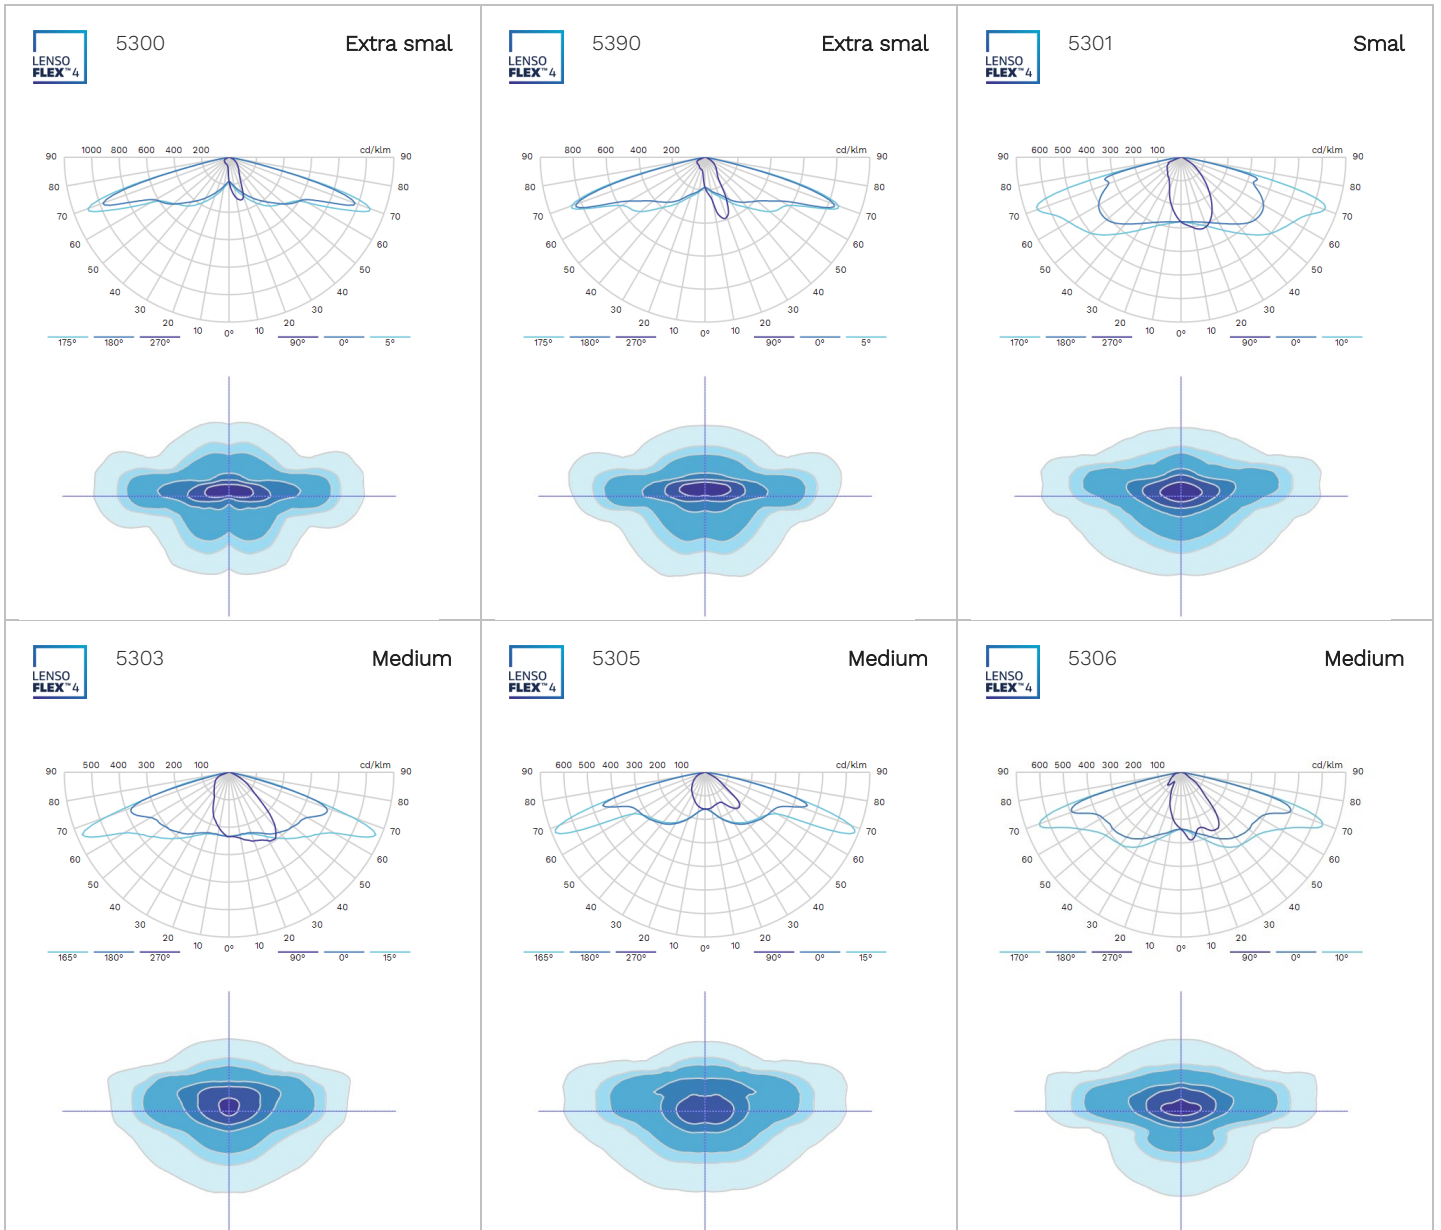 5300 Extra smal
LENSO
FLEX™4
1000 800 600 400 200 cd/klm
90 90
80 80
70 70
60 60
50 50
40 40
30 30
20 20
10 0° 10
175° 180° 270° 90° 0° 5°
5390 Extra smal
LENSO
FLEX™4
800 600 400 200 cd/klm
90 90
80 80
70 70
60 60
50 50
40 40
30 30
20 20
10 0° 10
175° 180° 270° 90° 0° 5°
5301 Smal
LENSO
FLEX™4
600 500 400 300 200 100 cd/klm
90 90
80 80
70 70
60 60
50 50
40 40
30 30
20 20
10 0° 10
170° 180° 270° 90° 0° 10°
5303 Medium
LENSO
FLEX™4
500 400 300 200 100 cd/klm
90 90
80 80
70 70
60 60
50 50
40 40
30 30
20 20
10 0° 10
165° 180° 270° 90° 0° 15°
5305 Medium
LENSO
FLEX™4
600 500 400 300 200 100 cd/klm
90 90
80 80
70 70
60 60
50 50
40 40
30 30
20 20
10 0° 10
165° 180° 270° 90° 0° 15°
5306 Medium
LENSO
FLEX™4
600 500 400 300 200 100 cd/klm
90 90
80 80
70 70
60 60
50 50
40 40
30 30
20 20
10 0° 10
170° 180° 270° 90° 0° 10°